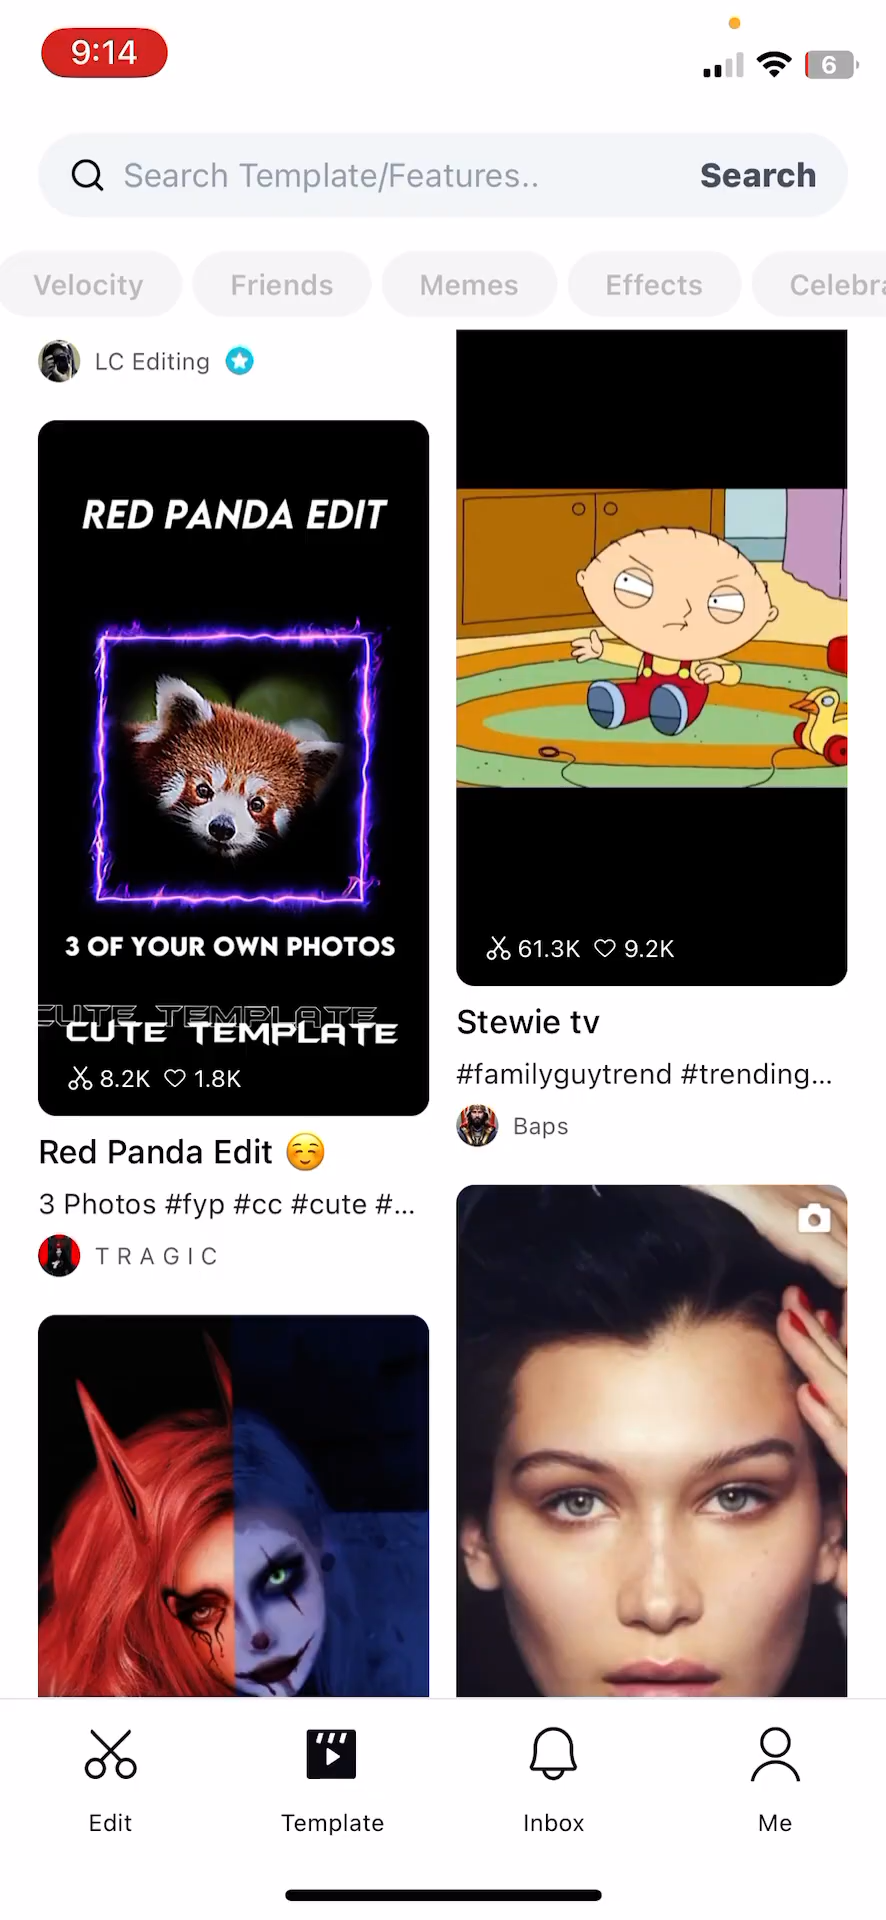 9:14
6
Search Template/Features..
Search
Velocity
Friends
Memes
Effects
Celebra
LC Editing
RED PANDA EDIT
3 OF YOUR OWN PHOTOS
CUTE TEMPLATE
CUTE TEMPLATE
8.2K 1.8K
Red Panda Edit ☺️
3 Photos #fyp #cc #cute #...
T R A G I C
61.3K 9.2K
Stewie tv
#familyguytrend #trending...
Baps
Edit
Template
Inbox
Me